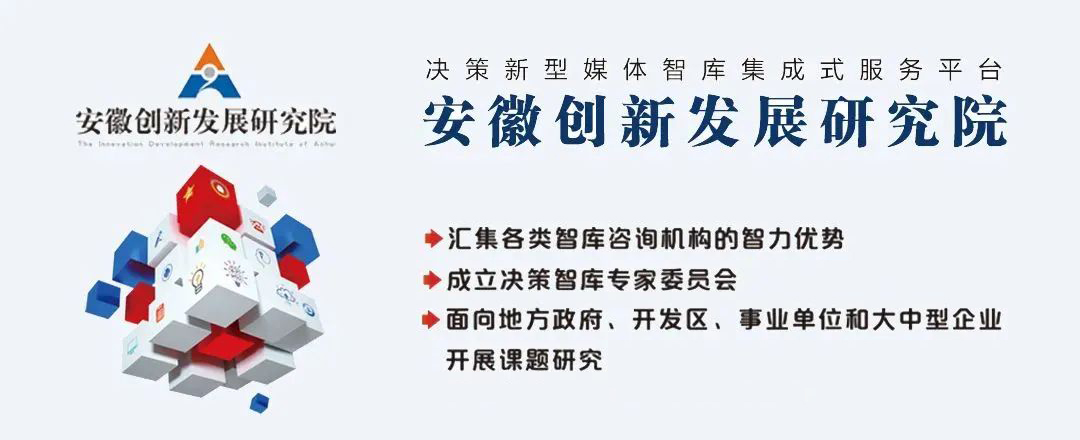 安徽创新发展研究院
The Innovation Development Research Institute of Anhui
决策新型媒体智库集成式服务平台
安徽创新发展研究院
汇集各类智库咨询机构的智力优势
成立决策智库专家委员会
面向地方政府、开发区、事业单位和大中型企业
开展课题研究